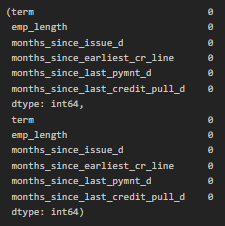 (term 0
emp_length 0
months_since_issue_d 0
months_since_earliest_cr_line 0
months_since_last_pymnt_d 0
months_since_last_credit_pull_d 0
dtype: int64,
term 0
emp_length 0
months_since_issue_d 0
months_since_earliest_cr_line 0
months_since_last_pymnt_d 0
months_since_last_credit_pull_d 0
dtype: int64)